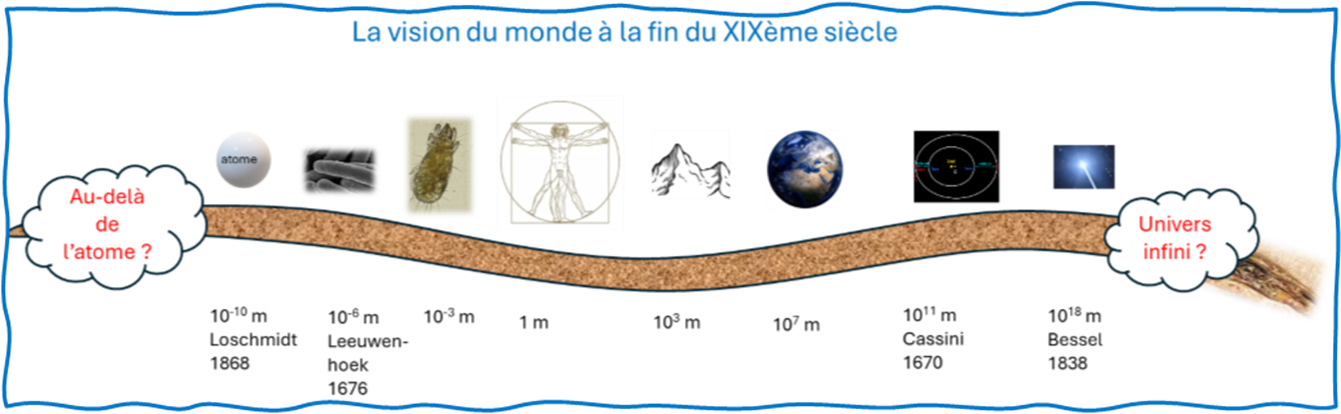 La vision du monde à la fin du XIXème siècle
atome
Au-delà
de
l’atome ?
Univers
infini ?
10⁻¹⁰ m
Loschmidt
1868
10⁻⁶ m
Leeuwen-
hoek
1676
10⁻³ m
1 m
10³ m
10⁷ m
10¹¹ m
Cassini
1670
10¹⁸ m
Bessel
1838